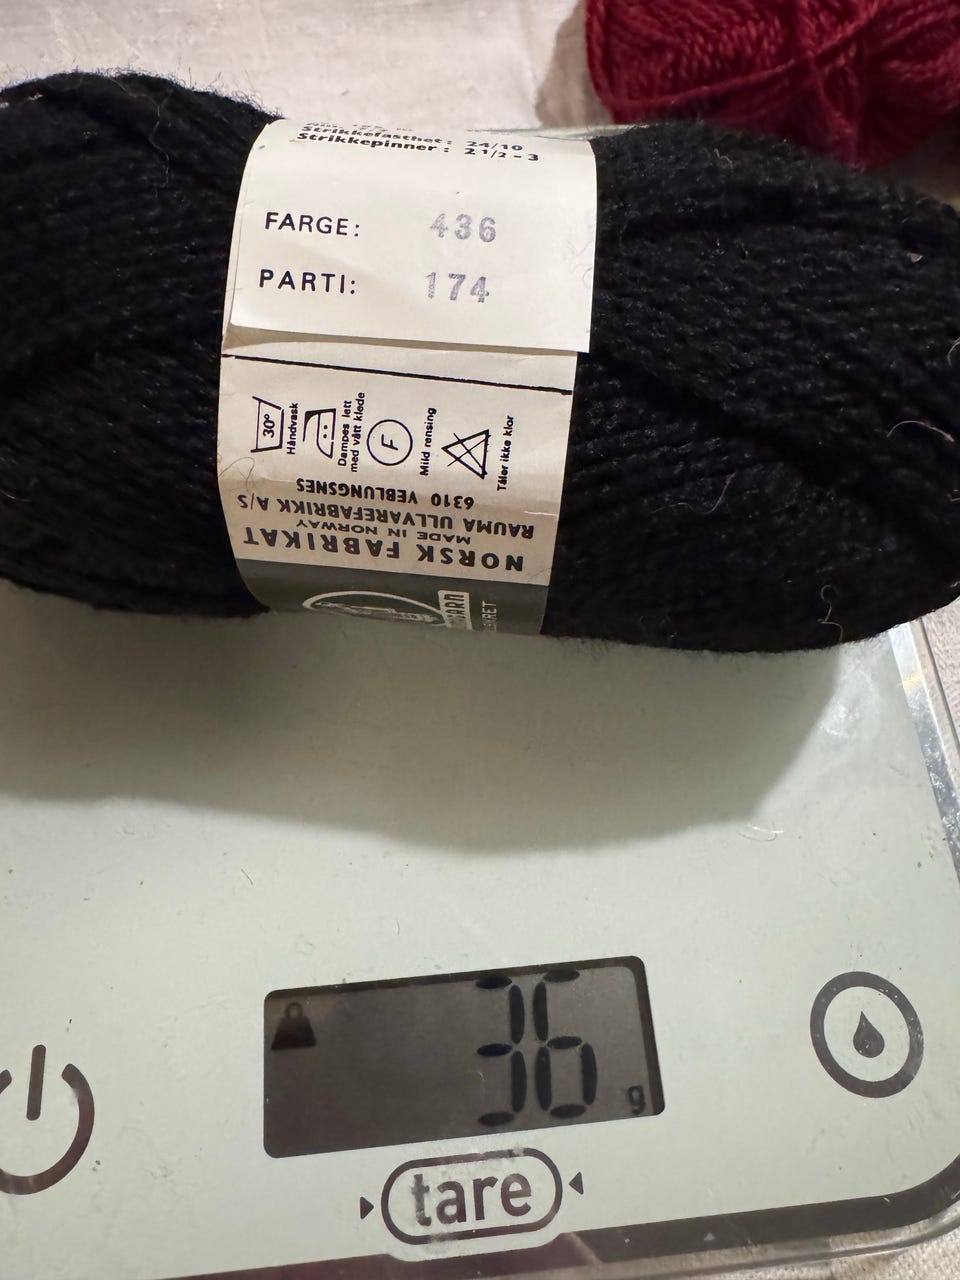 Strikkefasthet: 24/10
Strikkepinner: 2 1/2 - 3
FARGE: 436
PARTI: 174
30°
Håndvask
Dampes lett
med vått klede
F
Mild rensing
Tåler ikke klor
NORSK FABRIKAT
MADE IN NORWAY
RAUMA ULLVAREFABRIKK A/S
6310 VEBLUNGSNES
36 g
tare